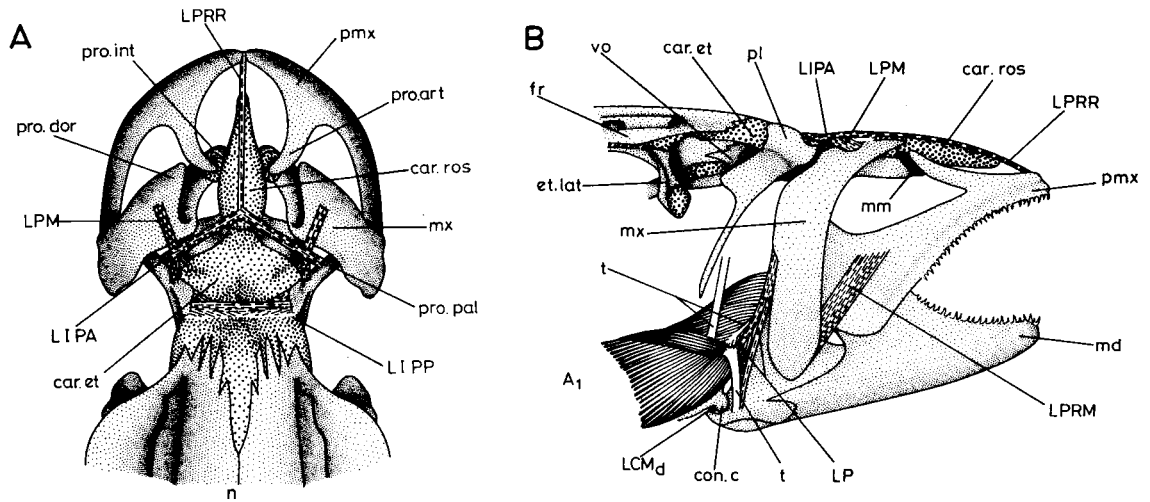 A
LPRR
pmx
pro.int
pro.art
pro.dor
car.ros
LPM
mx
LIPA
pro.pal
car.et
LIPP
n
B
vo
car.et
pl
LIPA
LPM
car.ros
LPRR
fr
et.lat
pmx
mm
mx
t
md
A1
LPRM
LCMd
con.c
t
LP